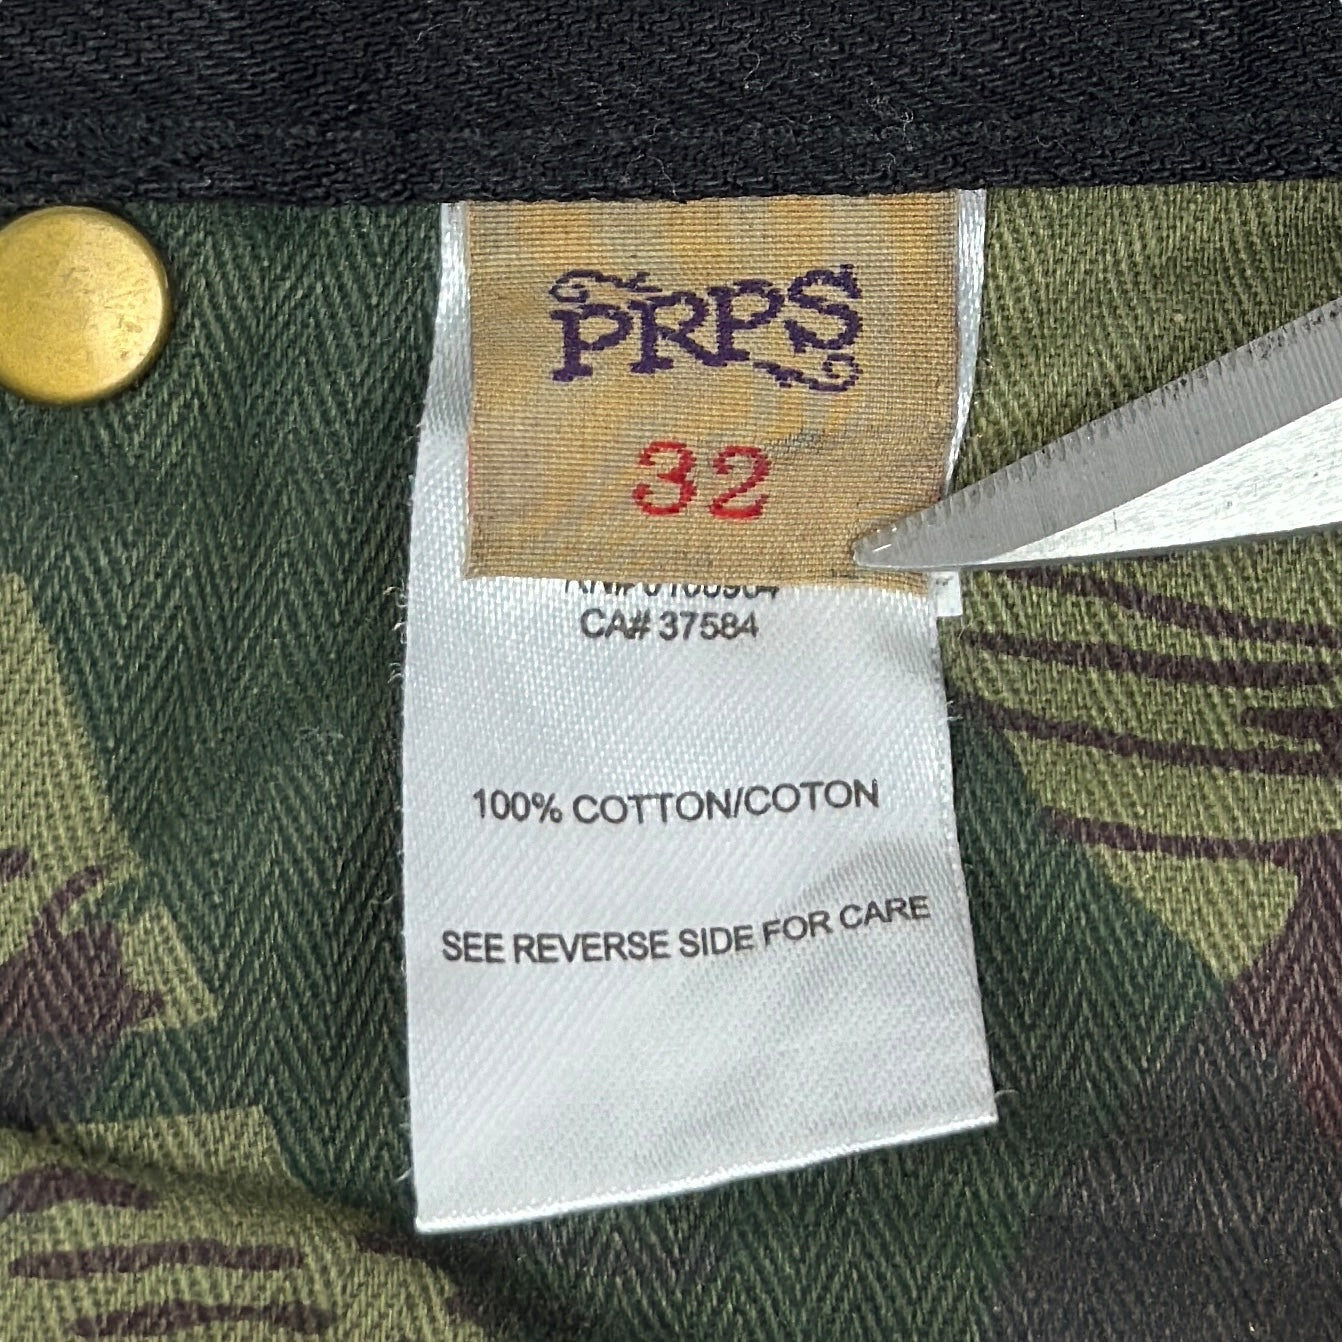 PRPS
32
CA# 37584
100% COTTON/COTON
SEE REVERSE SIDE FOR CARE